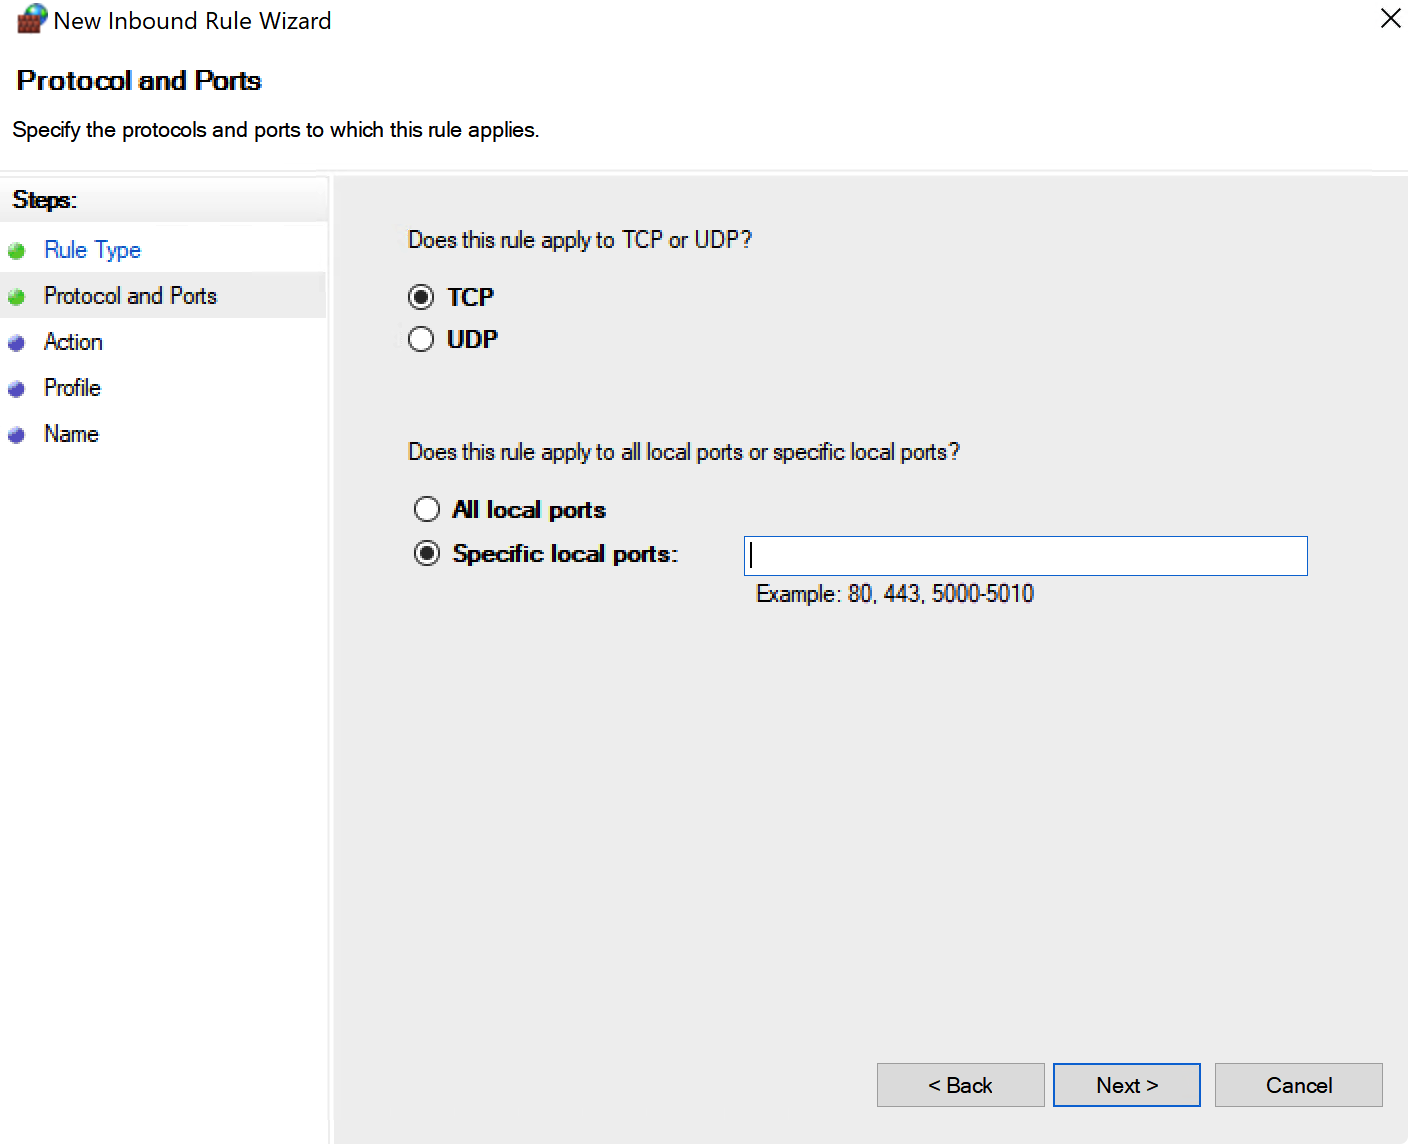 New Inbound Rule Wizard
Protocol and Ports
Specify the protocols and ports to which this rule applies.
Steps:
Rule Type
Protocol and Ports
Action
Profile
Name
Does this rule apply to TCP or UDP?
TCP
UDP
Does this rule apply to all local ports or specific local ports?
All local ports
Specific local ports:
Example: 80, 443, 5000-5010
< Back Next > Cancel